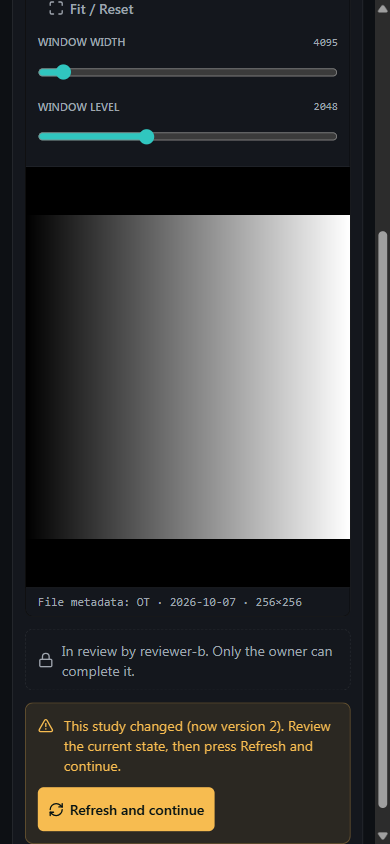 Fit / Reset
WINDOW WIDTH 4095
WINDOW LEVEL 2048
File metadata: OT · 2026-10-07 · 256×256
In review by reviewer-b. Only the owner can
complete it.
This study changed (now version 2). Review
the current state, then press Refresh and
continue.
Refresh and continue